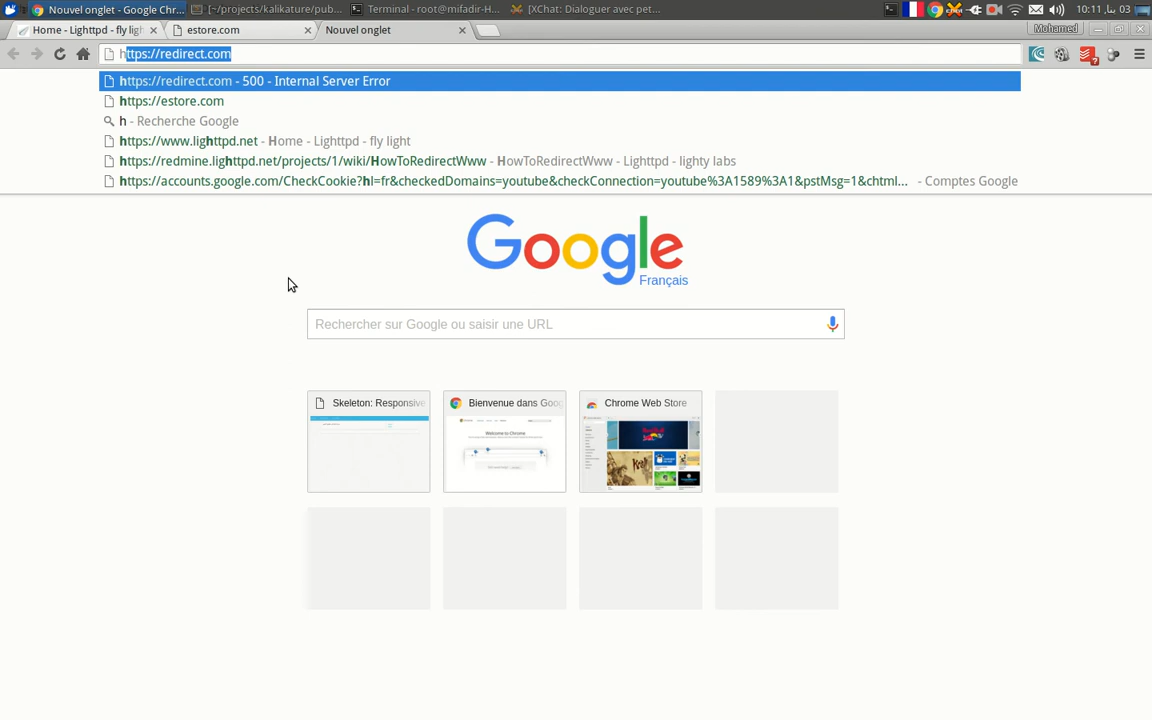 Nouvel onglet - Google Chr...
[~/projects/kalikature/pub...
Terminal - root@mifadir-H...
[XChat: Dialoguer avec pet...
10:11 ,بنا 03
Home - Lighttpd - fly ligh
estore.com
Nouvel onglet
Mohamed
https://redirect.com
https://redirect.com - 500 - Internal Server Error
https://estore.com
h - Recherche Google
https://www.lighttpd.net - Home - Lighttpd - fly light
https://redmine.lighttpd.net/projects/1/wiki/HowToRedirectWww - HowToRedirectWww - Lighttpd - lighty labs
https://accounts.google.com/CheckCookie?hl=fr&checkedDomains=youtube&checkConnection=youtube%3A1589%3A1&pstMsg=1&chtml... - Comptes Google
Google
Français
Rechercher sur Google ou saisir une URL
Skeleton: Responsive
Bienvenue dans Goog
Chrome Web Store
Welcome to Chrome